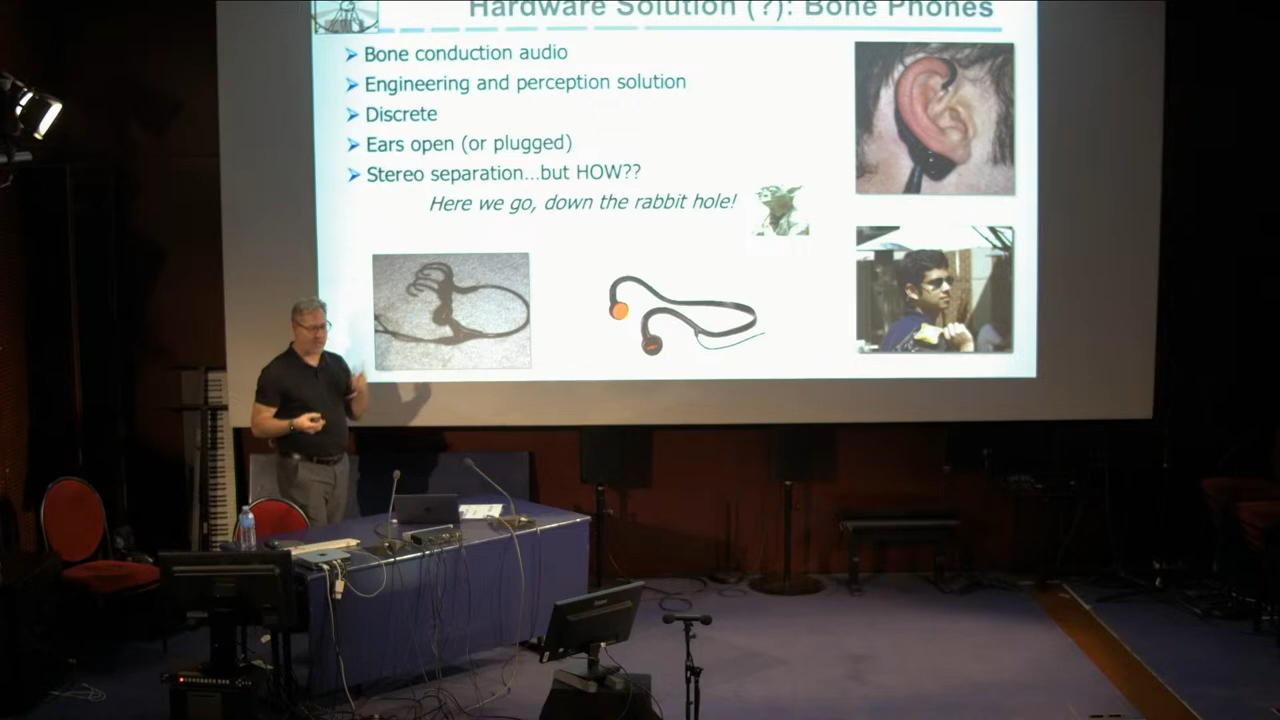 Hardware Solution (?): Bone Phones
Bone conduction audio
Engineering and perception solution
Discrete
Ears open (or plugged)
Stereo separation...but HOW??
Here we go, down the rabbit hole!